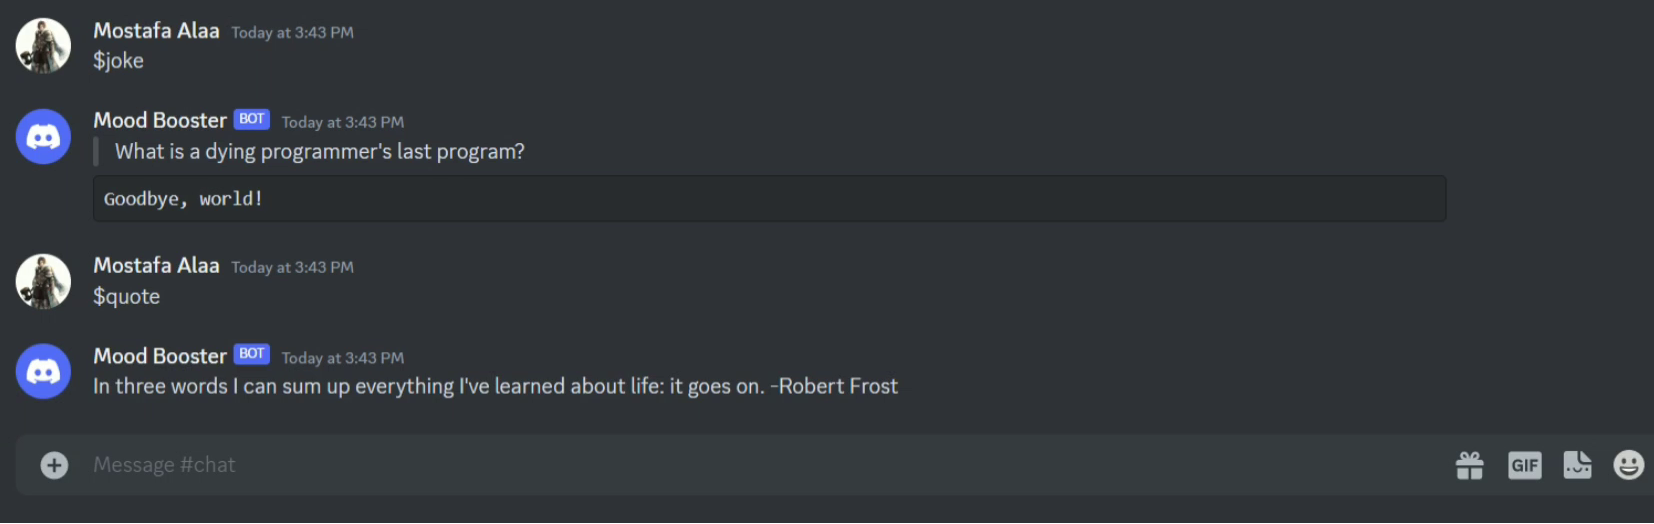 Mostafa Alaa Today at 3:43 PM
$joke
Mood Booster BOT Today at 3:43 PM
What is a dying programmer's last program?
Goodbye, world!
Mostafa Alaa Today at 3:43 PM
$quote
Mood Booster BOT Today at 3:43 PM
In three words I can sum up everything I've learned about life: it goes on. -Robert Frost
Message #chat
GIF